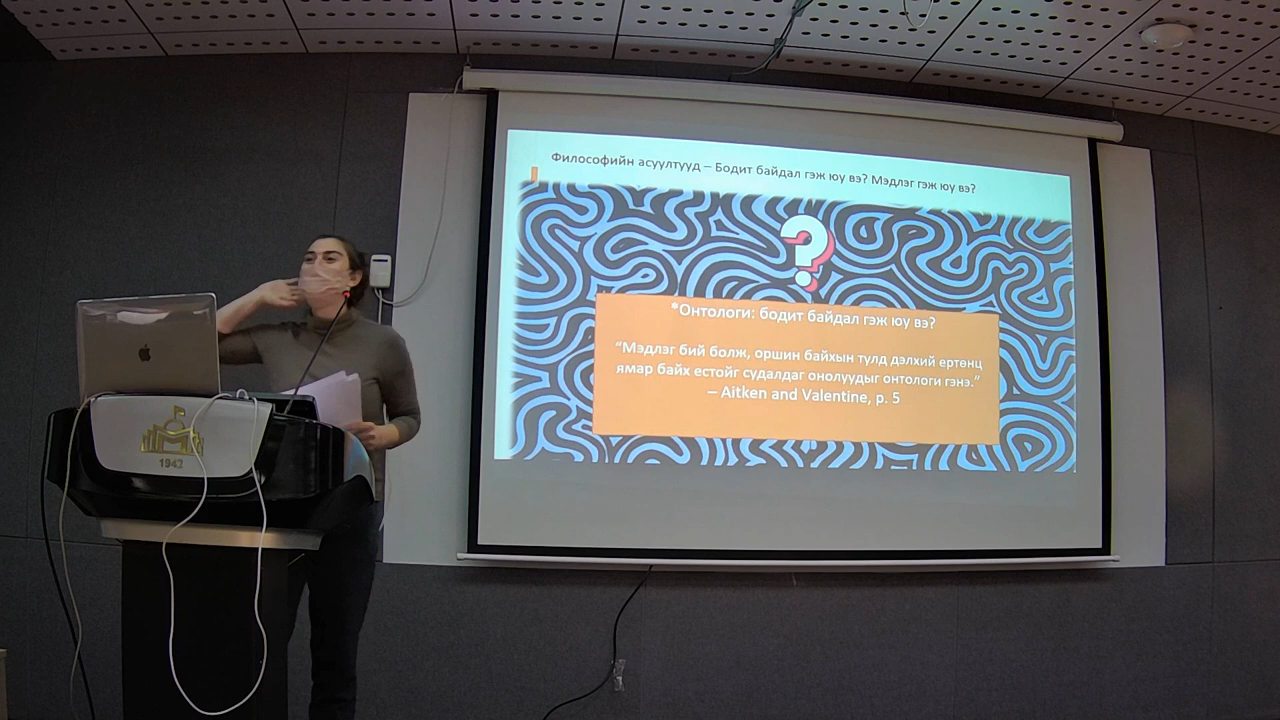 Философийн асуултууд – Бодит байдал гэж юу вэ? Мэдлэг гэж юу вэ?
?
*Онтологи: бодит байдал гэж юу вэ?
“Мэдлэг бий болж, оршин байхын тулд дэлхий ертөнц
ямар байх естойг судалдаг онолуудыг онтологи гэнэ.”
– Aitken and Valentine, p. 5
1942